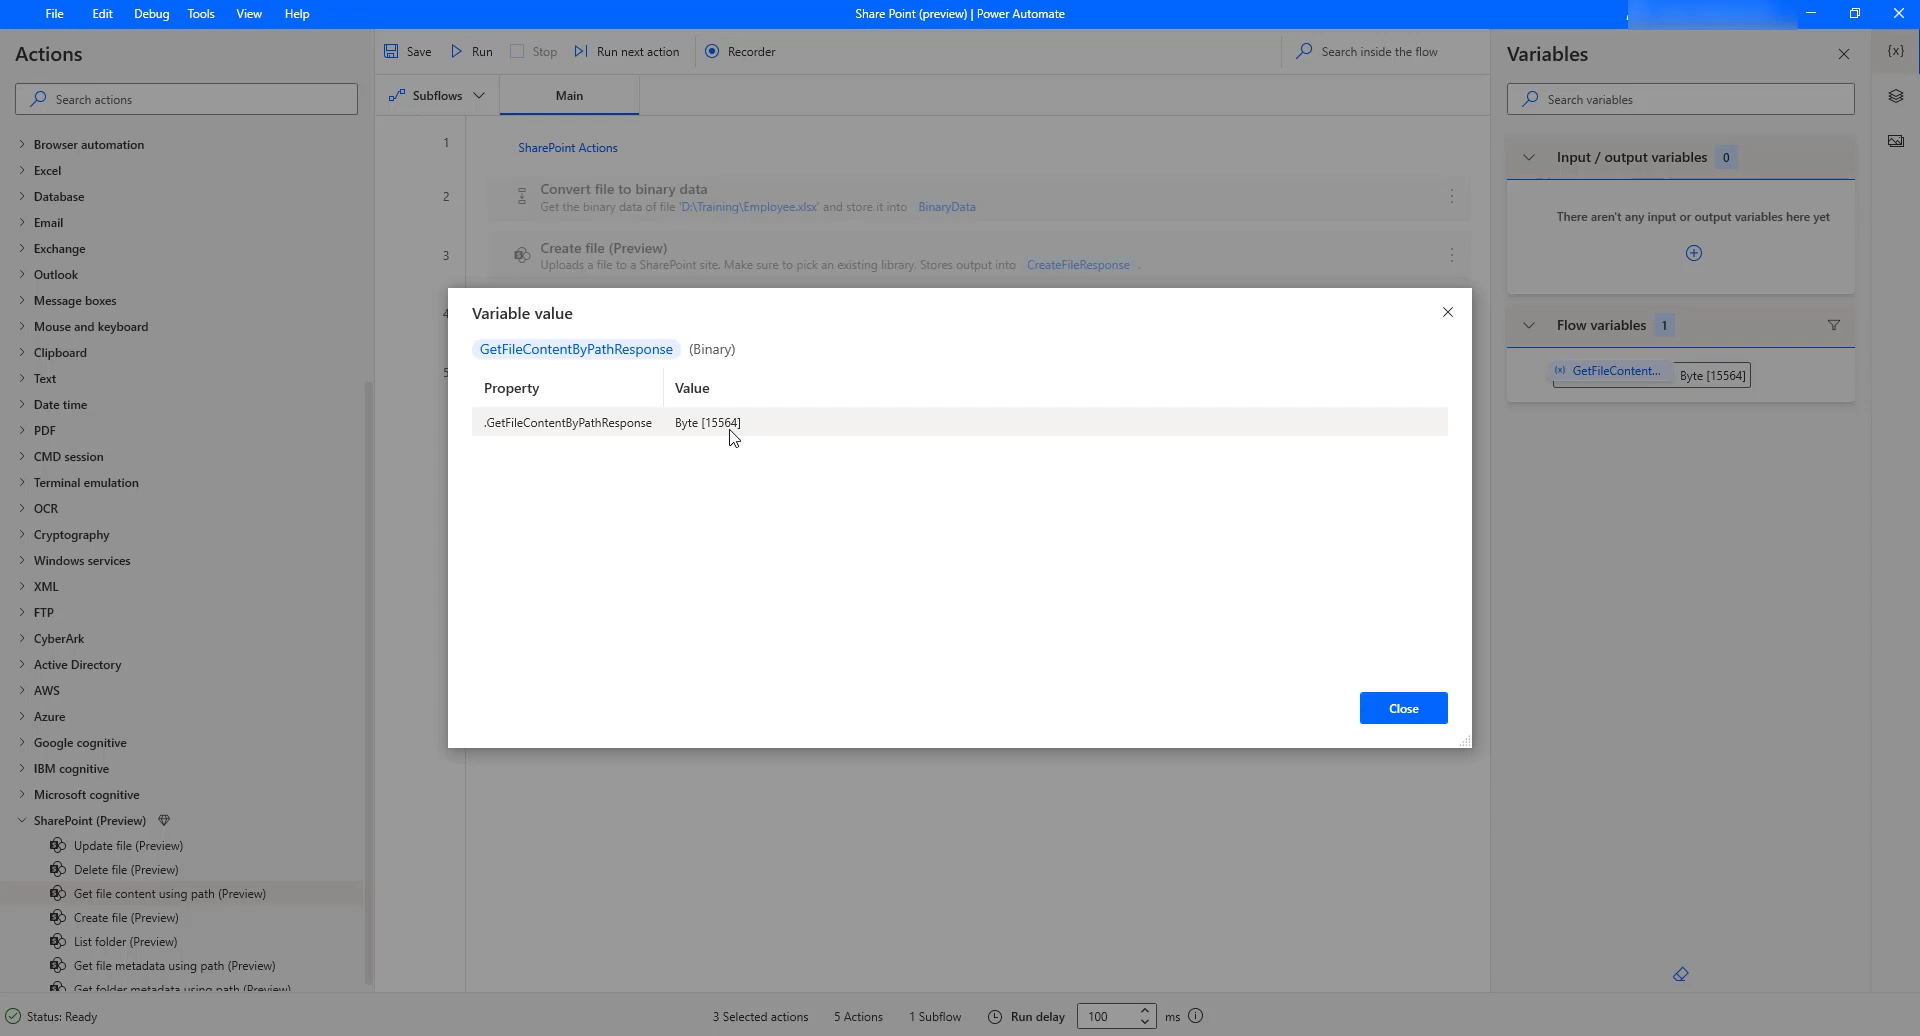 File Edit Debug Tools View Help
Share Point (preview) | Power Automate
Actions
Search actions
Browser automation
Excel
Database
Email
Exchange
Outlook
Message boxes
Mouse and keyboard
Clipboard
Text
Date time
PDF
CMD session
Terminal emulation
OCR
Cryptography
Windows services
XML
FTP
CyberArk
Active Directory
AWS
Azure
Google cognitive
IBM cognitive
Microsoft cognitive
SharePoint (Preview)
Update file (Preview)
Delete file (Preview)
Get file content using path (Preview)
Create file (Preview)
List folder (Preview)
Get file metadata using path (Preview)
Get folder metadata using path (Preview)
Save Run Stop Run next action Recorder
Search inside the flow
Subflows Main
1 SharePoint Actions
2 Convert file to binary data
Get the binary data of file 'D:\Training\Employee.xlsx' and store it into BinaryData
3 Create file (Preview)
Uploads a file to a SharePoint site. Make sure to pick an existing library. Stores output into CreateFileResponse .
4
5
Variable value
GetFileContentByPathResponse (Binary)
Property Value
.GetFileContentByPathResponse Byte [15564]
Close
Variables
{x}
Search variables
Input / output variables 0
There aren't any input or output variables here yet
Flow variables 1
(x) GetFileContent... Byte [15564]
Status: Ready
3 Selected actions 5 Actions 1 Subflow Run delay 100 ms